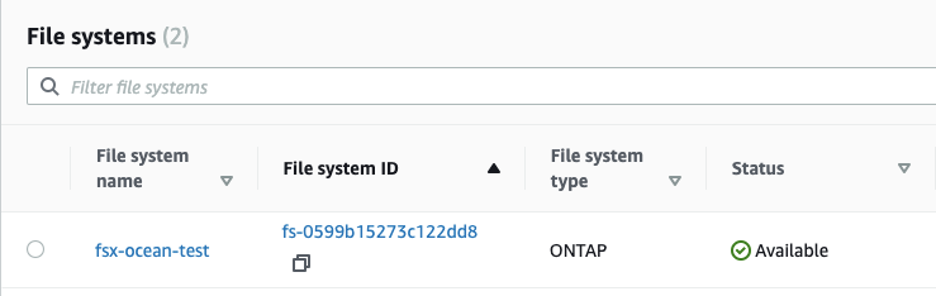 File systems (2)
Filter file systems
File system name
File system ID
File system type
Status
fsx-ocean-test
fs-0599b15273c122dd8
ONTAP
Available